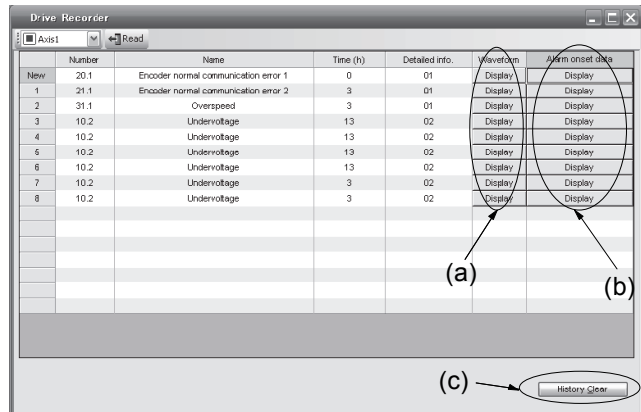 Drive Recorder
Axis1 Read
Number Name Time (h) Detailed info. Waveform Alarm onset data
New 20.1 Encoder normal communication error 1 0 01 Display Display
1 21.1 Encoder normal communication error 2 3 01 Display Display
2 31.1 Overspeed 3 01 Display Display
3 10.2 Undervoltage 13 02 Display Display
4 10.2 Undervoltage 13 02 Display Display
5 10.2 Undervoltage 13 02 Display Display
6 10.2 Undervoltage 13 02 Display Display
7 10.2 Undervoltage 3 02 Display Display
8 10.2 Undervoltage 3 02 Display Display
(a)
(b)
(c) History Clear